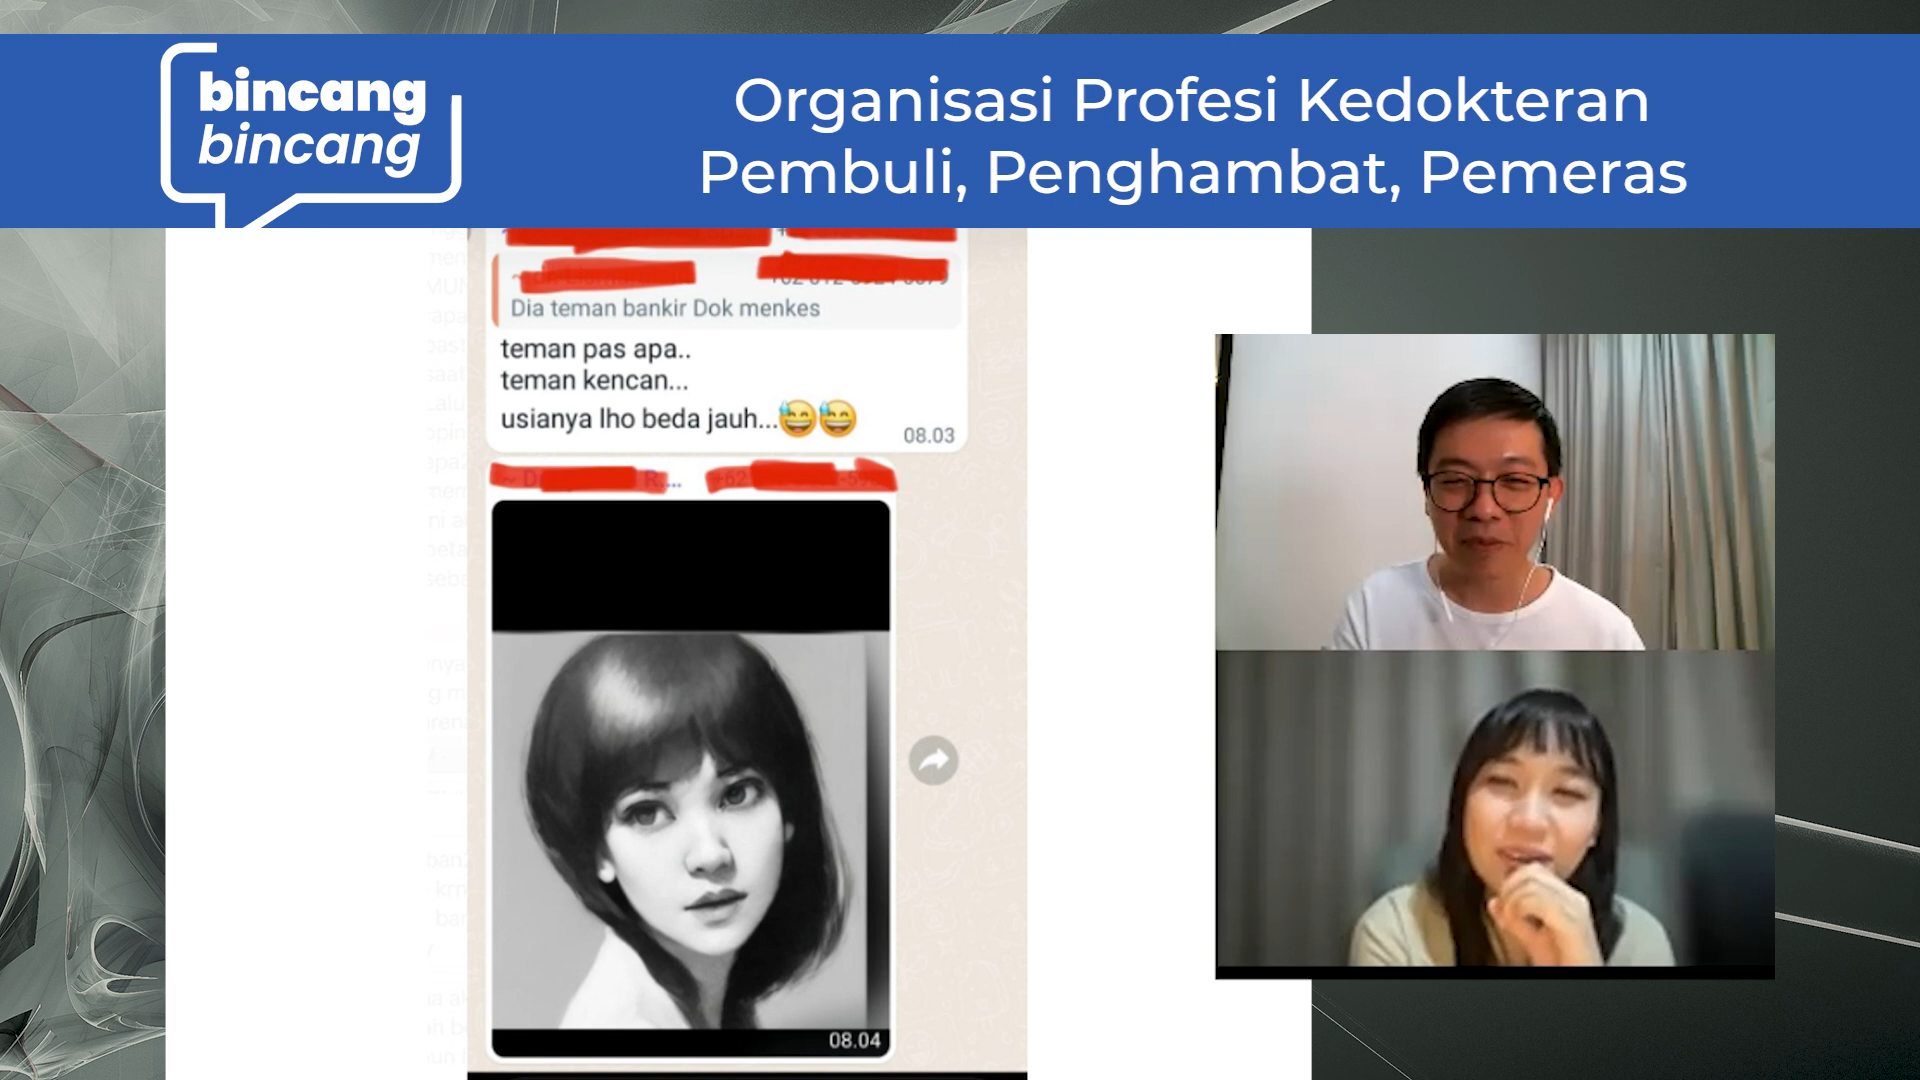 bincang
bincang
Organisasi Profesi Kedokteran
Pembuli, Penghambat, Pemeras
Dia teman bankir Dok menkes
teman pas apa..
teman kencan...
usianya lho beda jauh...😅😅
08.03
08.04